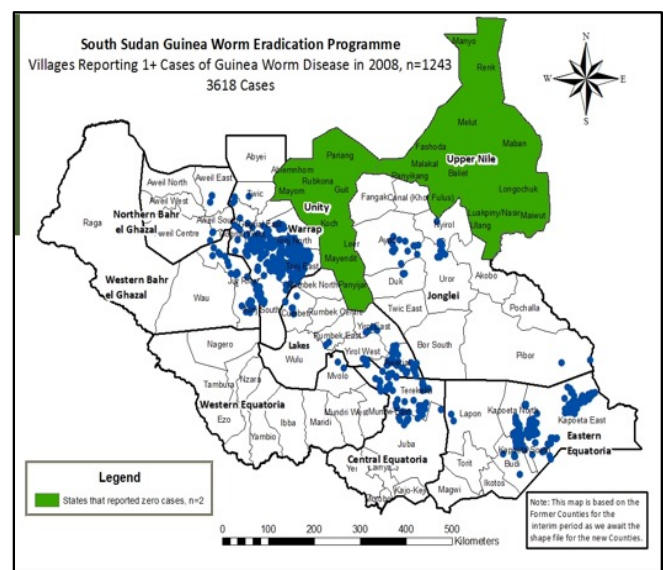 South Sudan Guinea Worm Eradication Programme
Villages Reporting 1+ Cases of Guinea Worm Disease in 2008, n=1243
3618 Cases
N
W
E
S
Manyo
Renk
Melut
Maban
Fashoda
Malakal
Upper Nile
Panyikang
Baliet
Longochuk
Luakpiny/Nasir
Maiwut
Ulang
Abyei
Pariang
Abiemnhom
Rubkona
Mayom
Guit
Unity
Koch
Leer
Mayendit
Panyijar
Twic
Aweil North
Aweil East
Aweil West
Aweil South
Northern Bahr
el Ghazal
Raga
Western Bahr
el Ghazal
Wau
Warrap
Fangak
Canal (Khor Fulus)
Nyirol
Duk
Uror
Akobo
Jonglei
Twic East
Pochalla
Bor South
Pibor
Rumbek North
Rumbek Centre
Rumbek East
Yirol East
Yirol West
Lakes
Wulu
Mvolo
Nagero
Tambura
Nzara
Western Equatoria
Ezo
Yambio
Ibba
Maridi
Mundri West
Terekeka
Juba
Central Equatoria
Yei
Kajo-Keji
Magwi
Lapon
Torit
Ikotos
Budi
Kapoeta North
Kapoeta East
Eastern
Equatoria
Legend
States that reported zero cases, n=2
0 100 200 300 400 500
Kilometers
Note: This map is based on the
Former Counties for the
interim period as we await the
shape file for the new Counties.